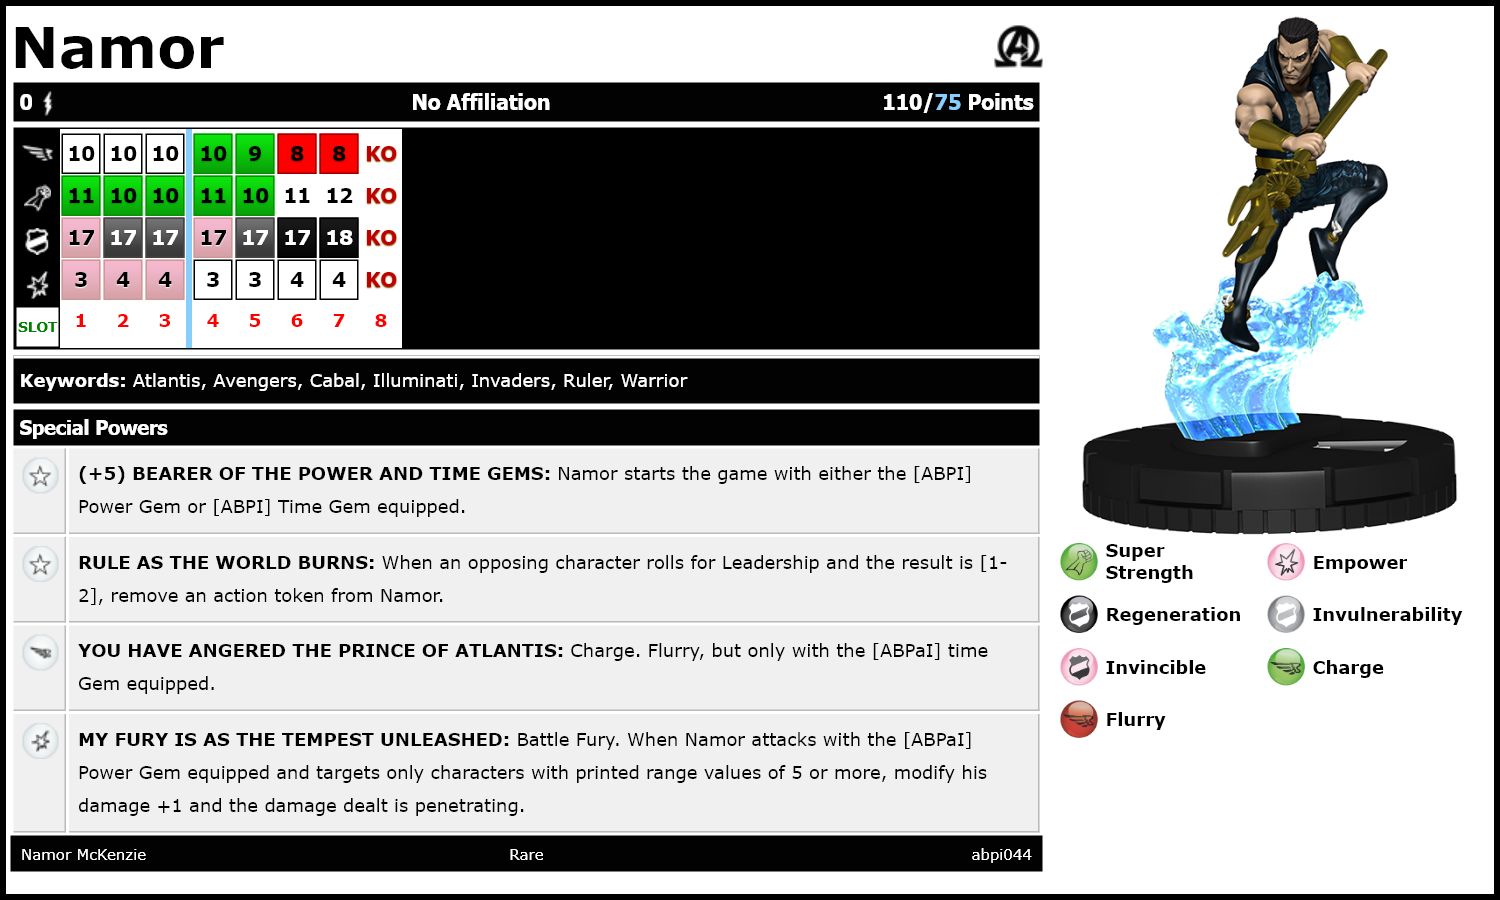 Namor
0 No Affiliation 110/75 Points
10 10 10 10 9 8 8 KO
11 10 10 11 10 11 12 KO
17 17 17 17 17 17 18 KO
3 4 4 3 3 4 4 KO
SLOT 1 2 3 4 5 6 7 8
Keywords: Atlantis, Avengers, Cabal, Illuminati, Invaders, Ruler, Warrior
Special Powers
(+5) BEARER OF THE POWER AND TIME GEMS: Namor starts the game with either the [ABPI]
Power Gem or [ABPI] Time Gem equipped.
RULE AS THE WORLD BURNS: When an opposing character rolls for Leadership and the result is [1-
2], remove an action token from Namor.
YOU HAVE ANGERED THE PRINCE OF ATLANTIS: Charge. Flurry, but only with the [ABPaI] time
Gem equipped.
MY FURY IS AS THE TEMPEST UNLEASHED: Battle Fury. When Namor attacks with the [ABPaI]
Power Gem equipped and targets only characters with printed range values of 5 or more, modify his
damage +1 and the damage dealt is penetrating.
Namor McKenzie Rare abpi044
Super
Strength
Empower
Regeneration Invulnerability
Invincible Charge
Flurry